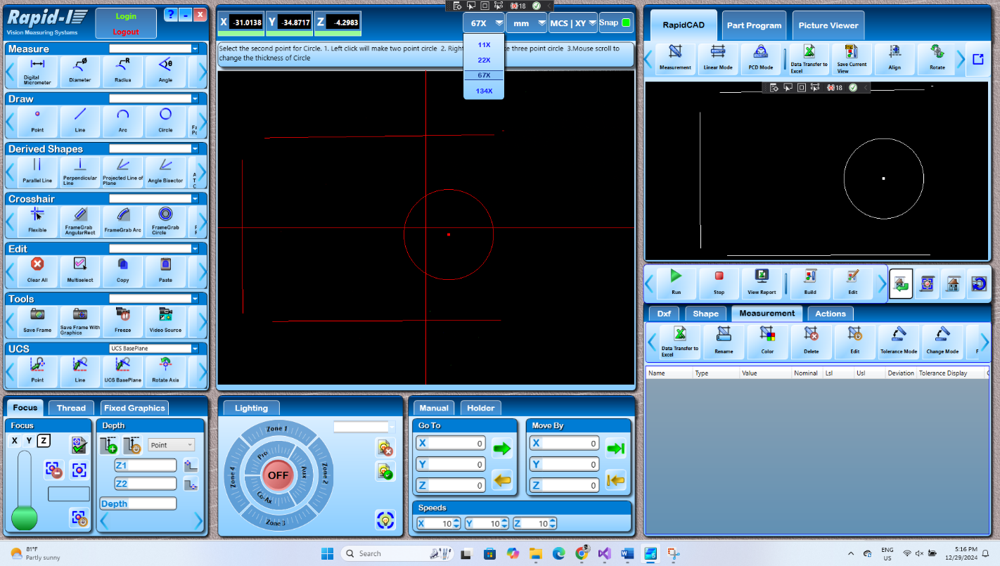 18
Rapid-I
Vision Measuring Systems
Login
Logout
? - X
X -31.0138 Y -34.8717 Z -4.2983
67X mm MCS | XY Snap
11X
22X
67X
134X
Select the second point for Circle. 1. Left click will make two point circle 2. Right te three point circle 3.Mouse scroll to
change the thickness of Circle
RapidCAD Part Program Picture Viewer
Measurement Linear Mode PCD Mode Data Transfer to Excel Save Current View Align Rotate
18
Measure
Digital Micrometer Diameter Radius Angle
Draw
Point Line Arc Circle
Derived Shapes
Parallel Line Perpendicular Line Projected Line of Plane Angle Bisector
Crosshair
Flexible FrameGrab AngularRect FrameGrab Arc FrameGrab Circle
Edit
Clear All Multiselect Copy Paste
Tools
Save Frame Save Frame With Graphics Freeze Video Source
UCS UCS BasePlane
Point Line UCS BasePlane Rotate Axie
Run Stop View Report Build Edit
Dxf Shape Measurement Actions
Data Transfer to Excel Rename Color Delete Edit Tolerance Mode Change Mode
Name Type Value Nominal Lsl Usl Deviation Tolerance Display
Focus Thread Fixed Graphics
Focus
X Y Z
Depth
Point
Z1
Z2
Depth
Lighting
Zone 1
Zone 2
Zone 3
Zone 4
Pro
Aux
Co-Ax
OFF
Manual Holder
Go To
X 0
Y 0
Z 0
Move By
X 0
Y 0
Z 0
Speeds
X 10 Y 10 Z 10
81°F
Partly sunny
Search
ENG
US
5:16 PM
12/29/2024